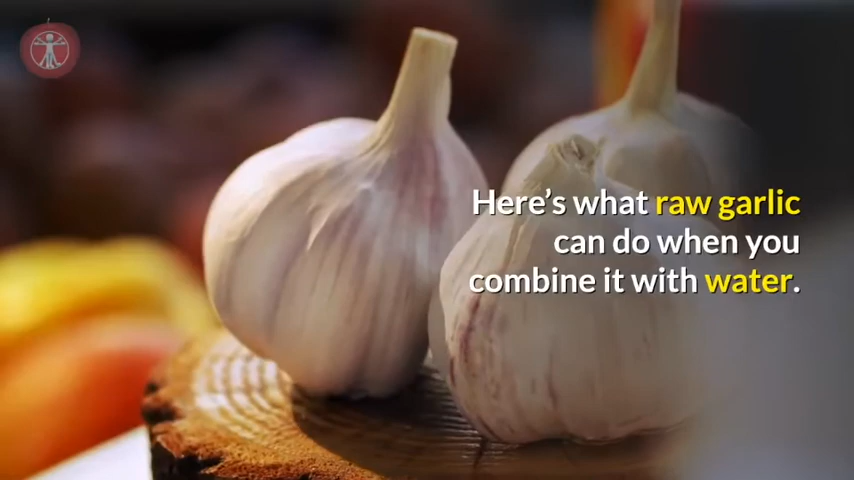 Here’s what raw garlic
can do when you
combine it with water.